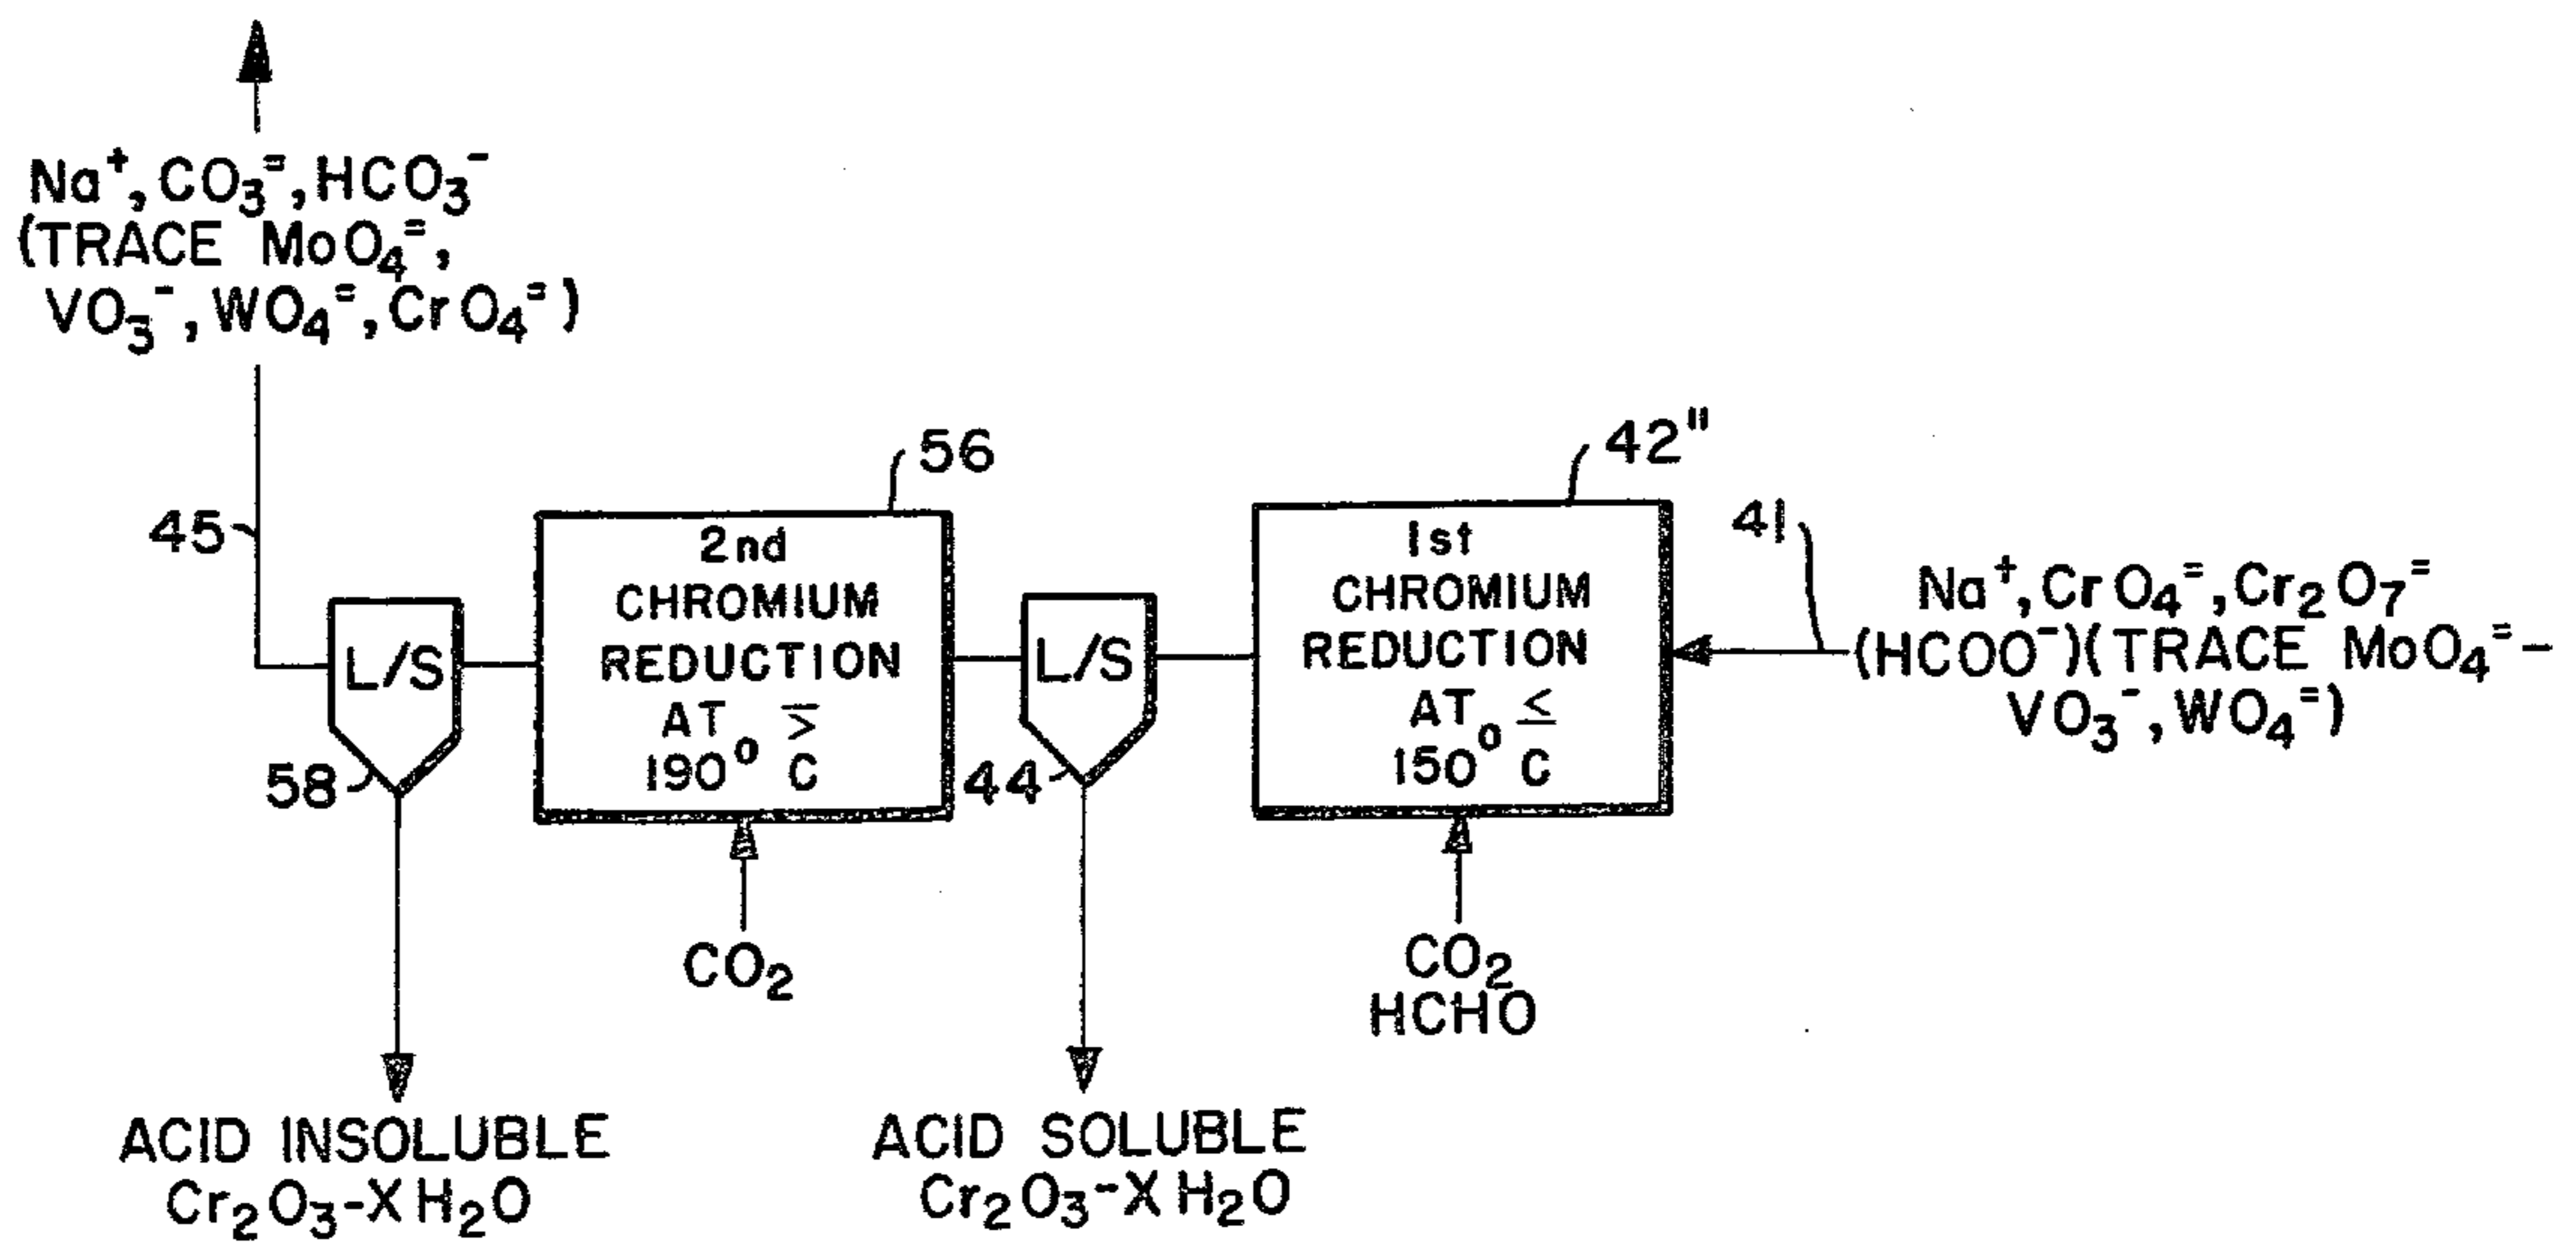 Na⁺, CO₃⁼, HCO₃⁻
(TRACE MoO₄⁼,
VO₃⁻, WO₄⁼, CrO₄⁼)
45
58
L/S
56
2nd
CHROMIUM
REDUCTION
AT >̅
190° C
CO₂
ACID INSOLUBLE
Cr₂O₃-XH₂O
44
L/S
ACID SOLUBLE
Cr₂O₃-XH₂O
42"
1st
CHROMIUM
REDUCTION
AT ≤
150° C
CO₂
HCHO
41
Na⁺, CrO₄⁼, Cr₂O₇⁼
(HCOO⁻)(TRACE MoO₄⁼-
VO₃⁻, WO₄⁼)